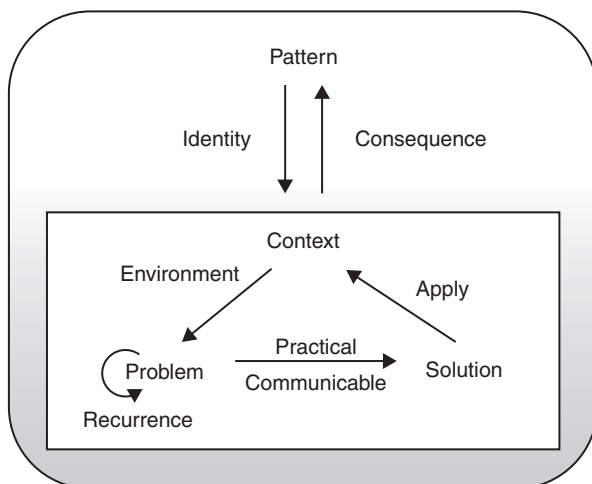 Pattern
Identity
Consequence
Context
Environment
Apply
Practical
Problem
Communicable
Solution
Recurrence